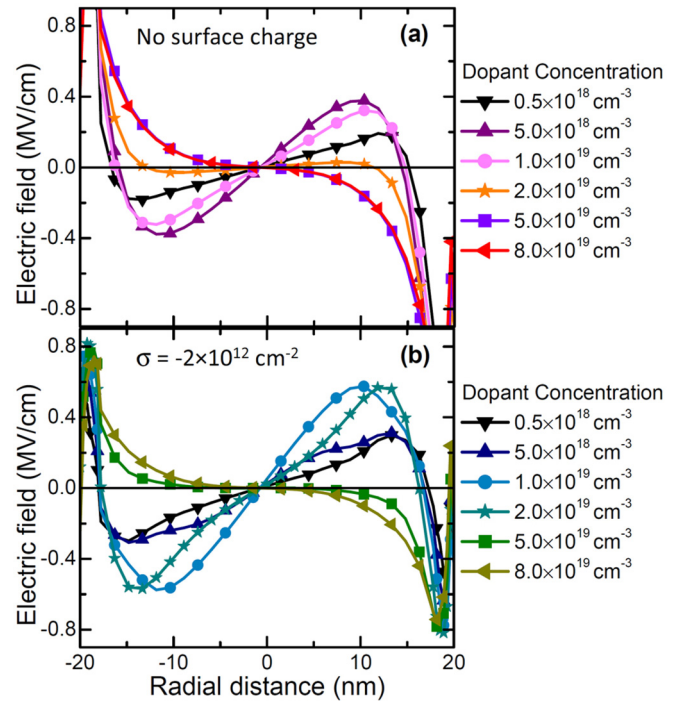 0.8
0.4
0.0
-0.4
-0.8
Electric field (MV/cm)
No surface charge
(a)
Dopant Concentration
0.5×10¹⁸ cm⁻³
5.0×10¹⁸ cm⁻³
1.0×10¹⁹ cm⁻³
2.0×10¹⁹ cm⁻³
5.0×10¹⁹ cm⁻³
8.0×10¹⁹ cm⁻³
0.8
0.4
0.0
-0.4
-0.8
Electric field (MV/cm)
σ = -2×10¹² cm⁻²
(b)
Dopant Concentration
0.5×10¹⁸ cm⁻³
5.0×10¹⁸ cm⁻³
1.0×10¹⁹ cm⁻³
2.0×10¹⁹ cm⁻³
5.0×10¹⁹ cm⁻³
8.0×10¹⁹ cm⁻³
-20 -10 0 10 20
Radial distance (nm)